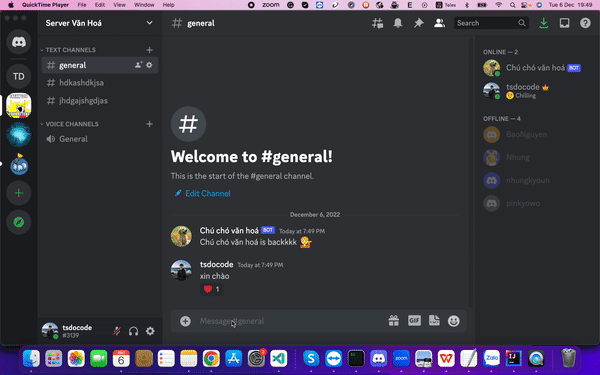 QuickTime Player File Edit View Window Help
zoom
Telex Tue 6 Dec 19:49
Server Văn Hoá
general
Search
TD
TEXT CHANNELS
general
hdkashdkjsa
jhdgajshgdjas
VOICE CHANNELS
General
Welcome to #general!
This is the start of the #general channel.
Edit Channel
December 6, 2022
Chú chó văn hoá BOT Today at 7:49 PM
Chú chó văn hoá is backkkk
tsdocode Today at 7:49 PM
xin chào
1
Message #general
GIF
ONLINE — 2
Chú chó văn hoá BOT
tsdocode
Chilling
OFFLINE — 4
BaoNguyen
Nhung
nhungkyoon
pinkyowo
tsdocode
#3139